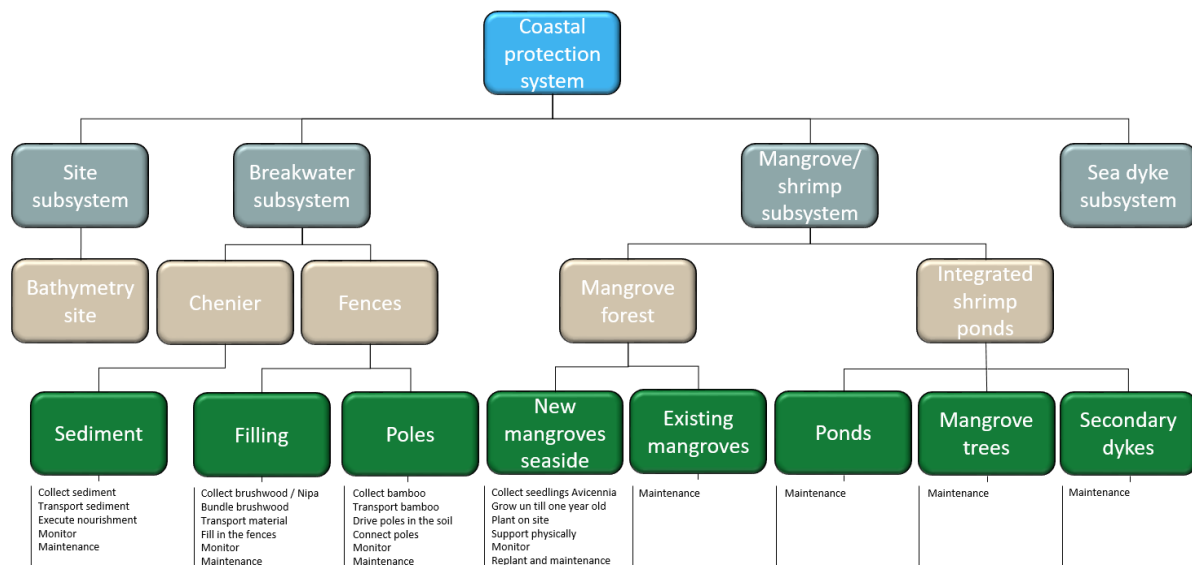 Coastal
protection
system
Site
subsystem
Breakwater
subsystem
Mangrove/
shrimp
subsystem
Sea dyke
subsystem
Bathymetry
site
Chenier
Fences
Mangrove
forest
Integrated
shrimp
ponds
Sediment
Filling
Poles
New
mangroves
seaside
Existing
mangroves
Ponds
Mangrove
trees
Secondary
dykes
Collect sediment
Transport sediment
Execute nourishment
Monitor
Maintenance
Collect brushwood / Nipa
Bundle brushwood
Transport material
Fill in the fences
Monitor
Maintenance
Collect bamboo
Transport bamboo
Drive poles in the soil
Connect poles
Monitor
Maintenance
Collect seedlings Avicennia
Grow un till one year old
Plant on site
Support physically
Monitor
Replant and maintenance
Maintenance
Maintenance
Maintenance
Maintenance